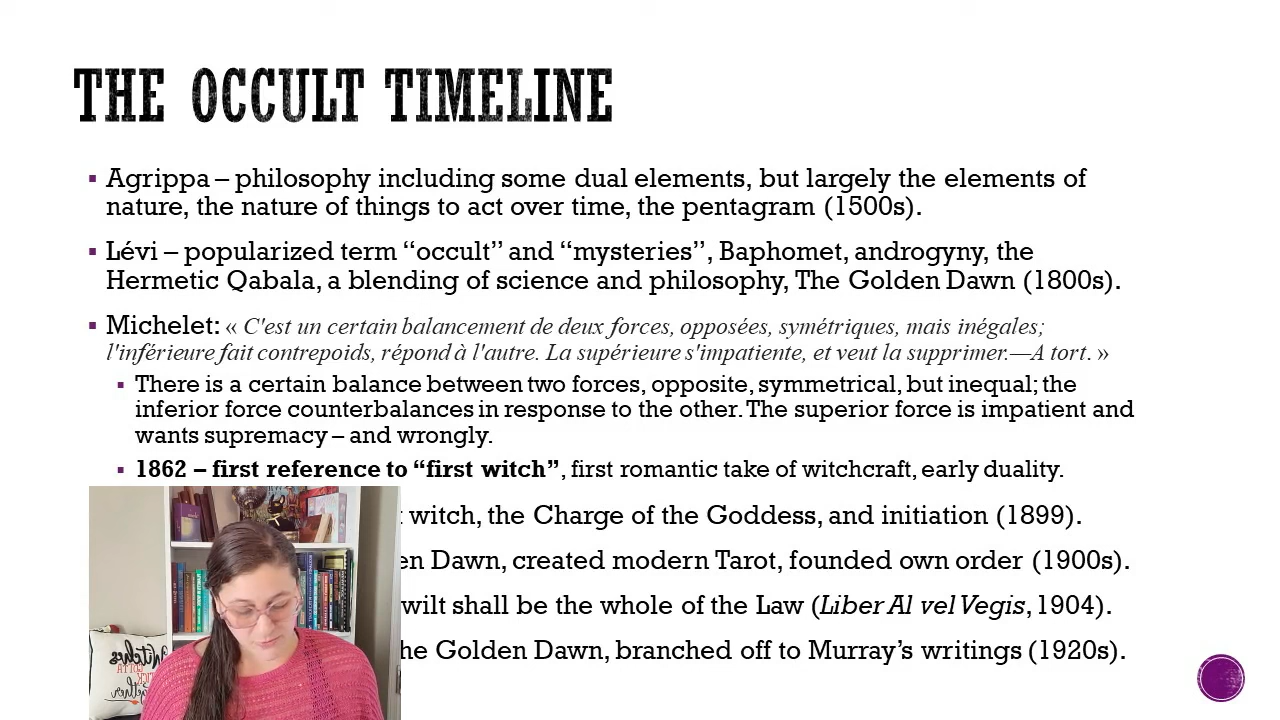 THE OCCULT TIMELINE
Agrippa – philosophy including some dual elements, but largely the elements of
nature, the nature of things to act over time, the pentagram (1500s).
Lévi – popularized term “occult” and “mysteries”, Baphomet, androgyny, the
Hermetic Qabala, a blending of science and philosophy, The Golden Dawn (1800s).
Michelet: « C'est un certain balancement de deux forces, opposées, symétriques, mais inégales;
l'inférieure fait contrepoids, répond à l'autre. La supérieure s'impatiente, et veut la supprimer.—A tort. »
There is a certain balance between two forces, opposite, symmetrical, but inequal; the
inferior force counterbalances in response to the other. The superior force is impatient and
wants supremacy – and wrongly.
1862 – first reference to “first witch”, first romantic take of witchcraft, early duality.
witch, the Charge of the Goddess, and initiation (1899).
Dawn, created modern Tarot, founded own order (1900s).
wilt shall be the whole of the Law (Liber Al vel Vegis, 1904).
the Golden Dawn, branched off to Murray’s writings (1920s).
Witches